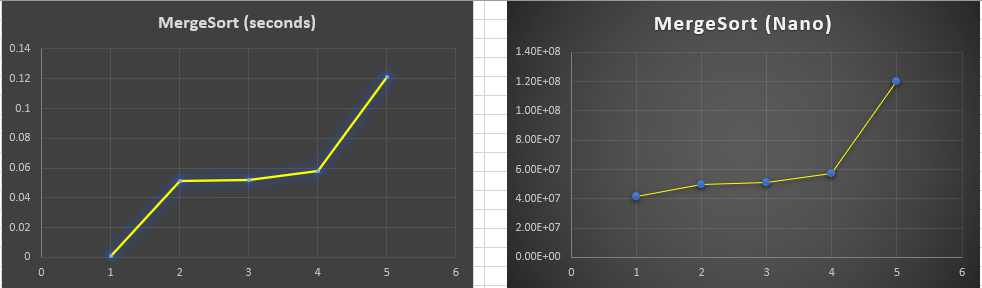 MergeSort (seconds)
0.14
0.12
0.1
0.08
0.06
0.04
0.02
0
0 1 2 3 4 5 6
MergeSort (Nano)
1.40E+08
1.20E+08
1.00E+08
8.00E+07
6.00E+07
4.00E+07
2.00E+07
0.00E+00
0 1 2 3 4 5 6